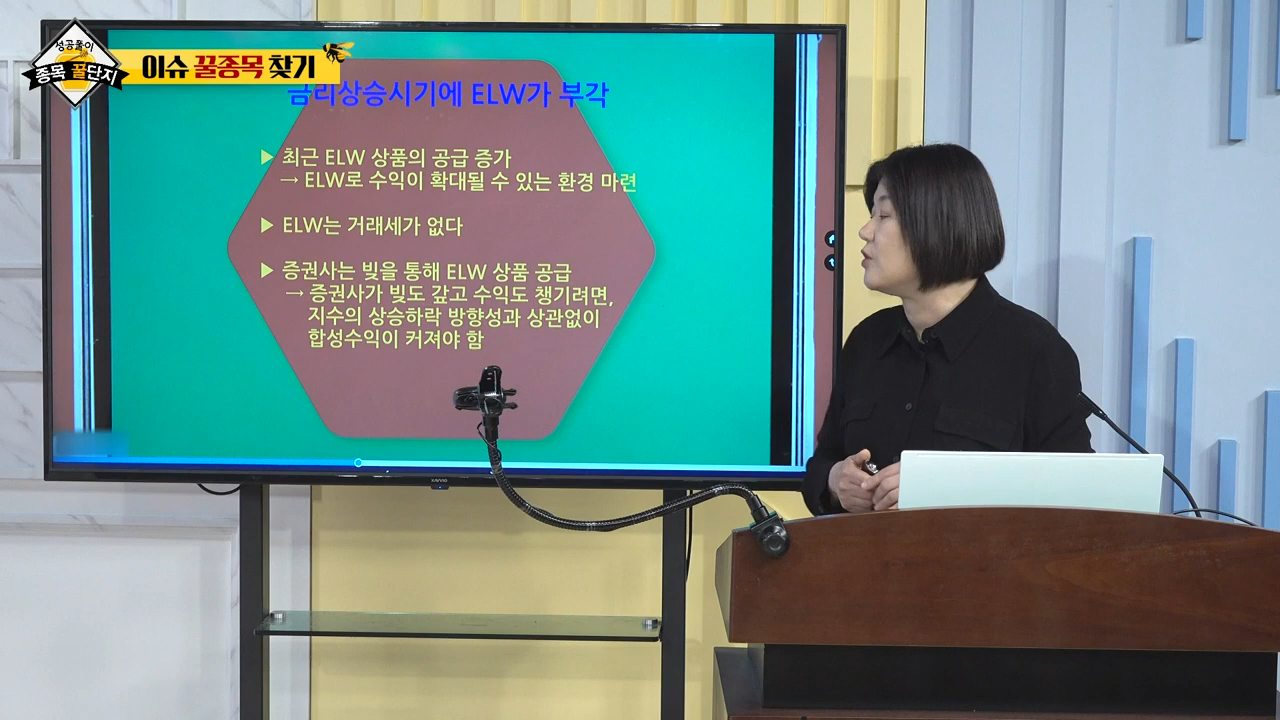 성공풀이
종목 꿀단지
이슈 꿀종목 찾기
금리상승시기에 ELW가 부각
▶ 최근 ELW 상품의 공급 증가
→ ELW로 수익이 확대될 수 있는 환경 마련
▶ ELW는 거래세가 없다
▶ 증권사는 빚을 통해 ELW 상품 공급
→ 증권사가 빚도 갚고 수익도 챙기려면,
지수의 상승하락 방향성과 상관없이
합성수익이 커져야 함